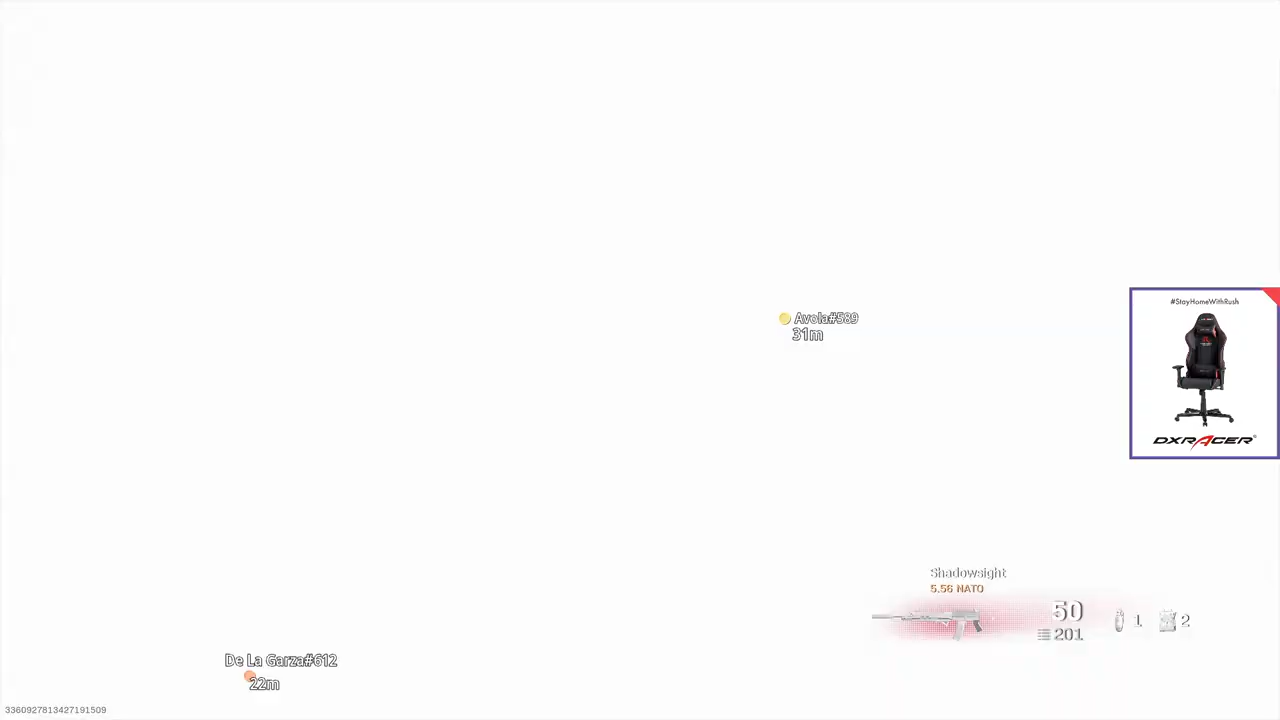 #StayHomeWithRush
Avola#589
31m
DXRACER
Shadowsight
5.56 NATO
50
201
1
2
De La Garza#612
22m
3360927813427191509